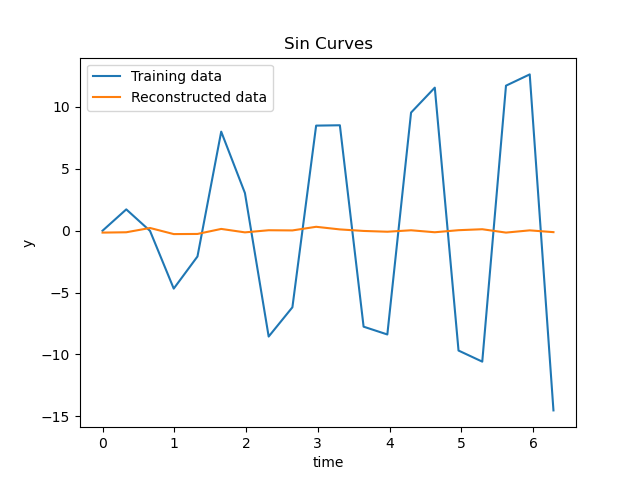 Sin Curves
Training data
Reconstructed data
10
5
0
−5
−10
−15
y
0 1 2 3 4 5 6
time